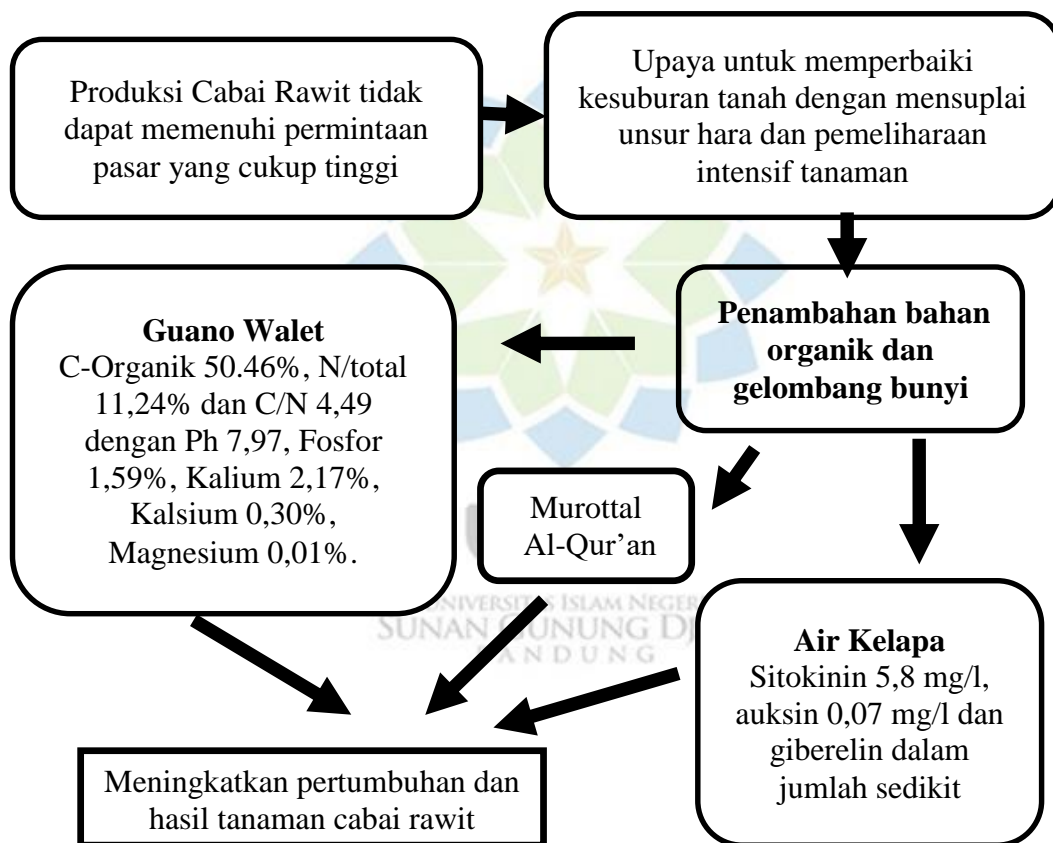 Produksi Cabai Rawit tidak
dapat memenuhi permintaan
pasar yang cukup tinggi
Upaya untuk memperbaiki
kesuburan tanah dengan mensuplai
unsur hara dan pemeliharaan
intensif tanaman
Penambahan bahan
organik dan
gelombang bunyi
Guano Walet
C-Organik 50.46%, N/total
11,24% dan C/N 4,49
dengan Ph 7,97, Fosfor
1,59%, Kalium 2,17%,
Kalsium 0,30%,
Magnesium 0,01%.
Murottal
Al-Qur’an
ISLAM
SUNAN GUNUNG
Air Kelapa
Sitokinin 5,8 mg/l,
auksin 0,07 mg/l dan
giberelin dalam
jumlah sedikit
Meningkatkan pertumbuhan dan
hasil tanaman cabai rawit